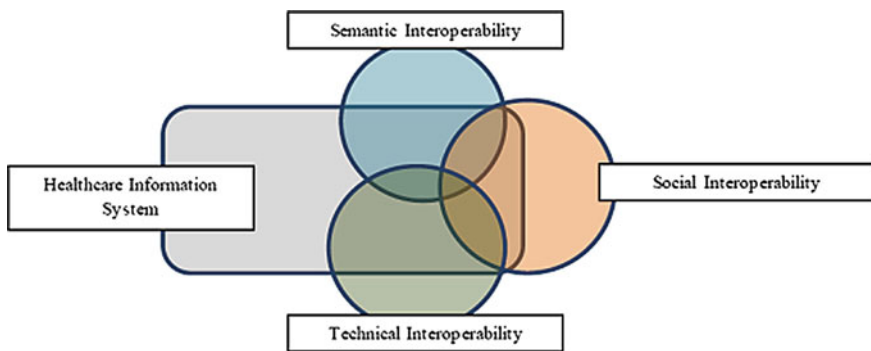 Semantic Interoperability
Healthcare Information
System
Social Interoperability
Technical Interoperability